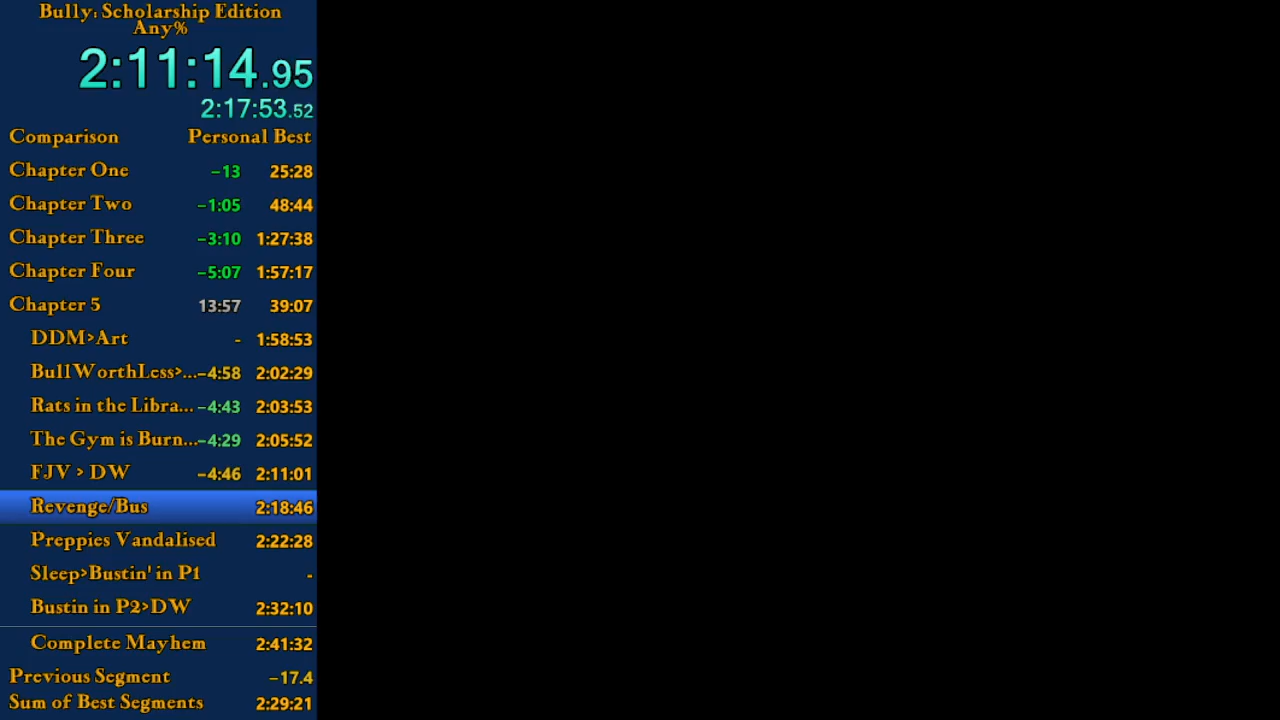 Bully: Scholarship Edition
Any%
2:11:14.95
2:17:53.52
Comparison Personal Best
Chapter One −13 25:28
Chapter Two −1:05 48:44
Chapter Three −3:10 1:27:38
Chapter Four −5:07 1:57:17
Chapter 5 13:57 39:07
DDM>Art - 1:58:53
BullWorthLess>... −4:58 2:02:29
Rats in the Libra... −4:43 2:03:53
The Gym is Burn... −4:29 2:05:52
FJV > DW −4:46 2:11:01
Revenge/Bus 2:18:46
Preppies Vandalised 2:22:28
Sleep>Bustin' in P1 -
Bustin in P2>DW 2:32:10
Complete Mayhem 2:41:32
Previous Segment −17.4
Sum of Best Segments 2:29:21